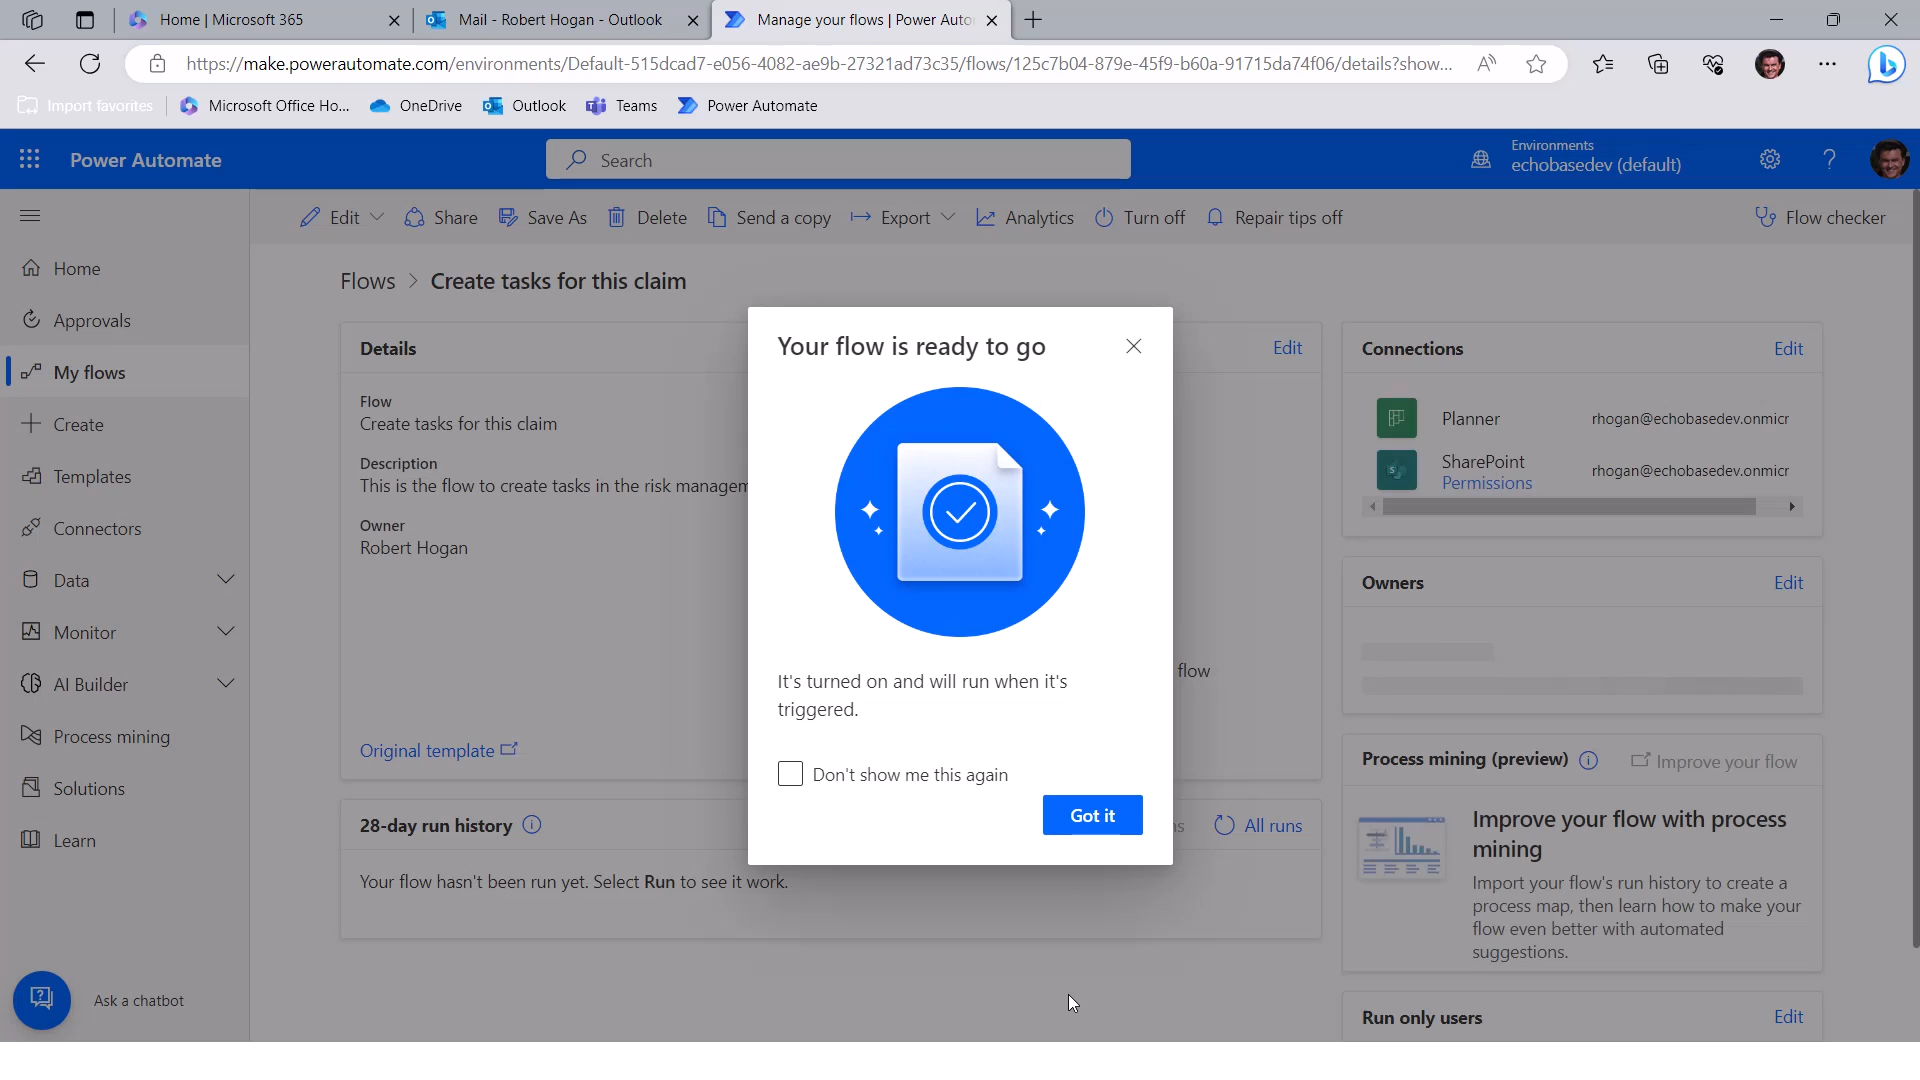 Home | Microsoft 365
Mail - Robert Hogan - Outlook
Manage your flows | Power Auto
https://make.powerautomate.com/environments/Default-515dcad7-e056-4082-ae9b-27321ad73c35/flows/125c7b04-879e-45f9-b60a-91715da74f06/details?show...
Import favorites
Microsoft Office Ho...
OneDrive
Outlook
Teams
Power Automate
Power Automate
Search
Environments
echobasedev (default)
Edit
Share
Save As
Delete
Send a copy
Export
Analytics
Turn off
Repair tips off
Flow checker
Home
Approvals
My flows
Create
Templates
Connectors
Data
Monitor
AI Builder
Process mining
Solutions
Learn
Ask a chatbot
Flows > Create tasks for this claim
Details
Edit
Flow
Create tasks for this claim
Description
This is the flow to create tasks in the risk managem
Owner
Robert Hogan
flow
Original template
28-day run history
All runs
Your flow hasn't been run yet. Select Run to see it work.
Your flow is ready to go
It's turned on and will run when it's
triggered.
Don't show me this again
Got it
Connections
Edit
Planner
rhogan@echobasedev.onmicr
SharePoint
rhogan@echobasedev.onmicr
Permissions
Owners
Edit
Process mining (preview)
Improve your flow
Improve your flow with process
mining
Import your flow's run history to create a
process map, then learn how to make your
flow even better with automated
suggestions.
Run only users
Edit